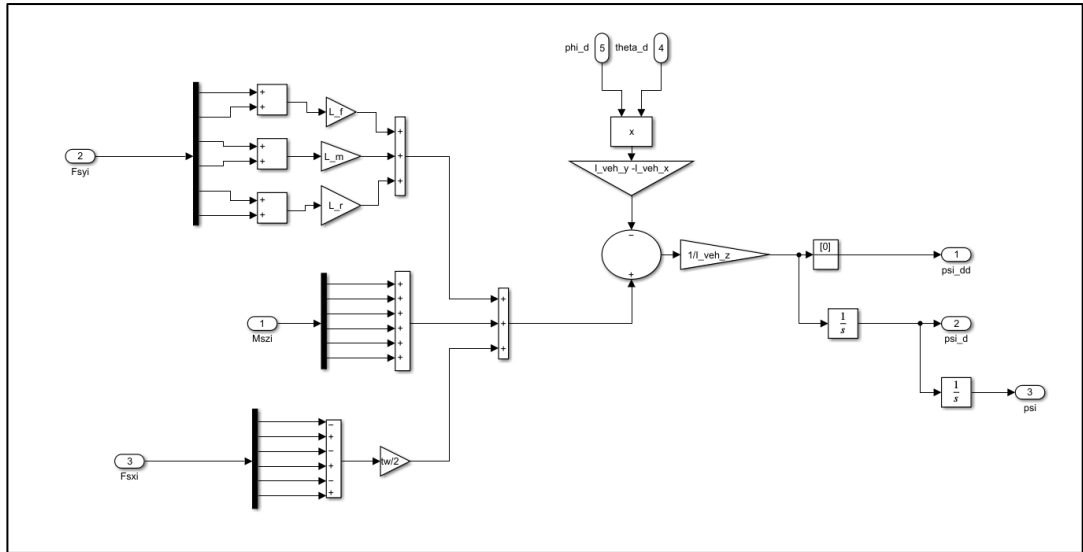 phi_d
5
theta_d
4
x
I_veh_y -I_veh_x
−
+
1/I_veh_z
[0]
1
psi_dd
1
s
2
psi_d
1
s
3
psi
2
Fsyi
+
+
L_f
+
+
L_m
+
+
L_r
+
+
+
1
Mszi
+
+
+
+
+
+
+
+
+
3
Fsxi
−
+
−
+
−
+
tw/2